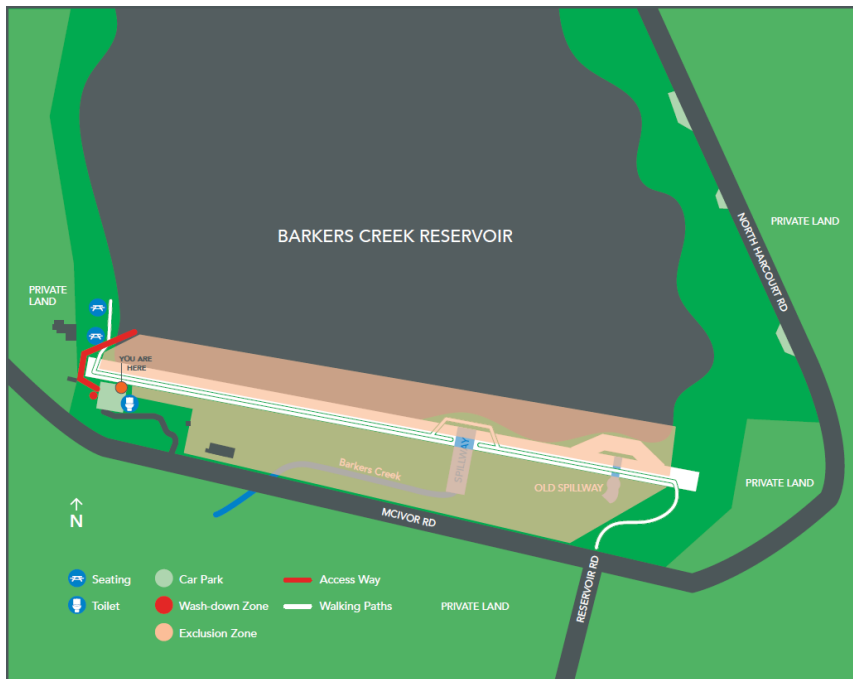 BARKERS CREEK RESERVOIR
NORTH HARCOURT RD
PRIVATE LAND
PRIVATE
LAND
YOU ARE
HERE
SPILLWAY
Barkers Creek
OLD SPILLWAY
PRIVATE LAND
N
MCIVOR RD
RESERVOIR RD
Seating
Car Park
Access Way
Toilet
Wash-down Zone
Walking Paths
PRIVATE LAND
Exclusion Zone